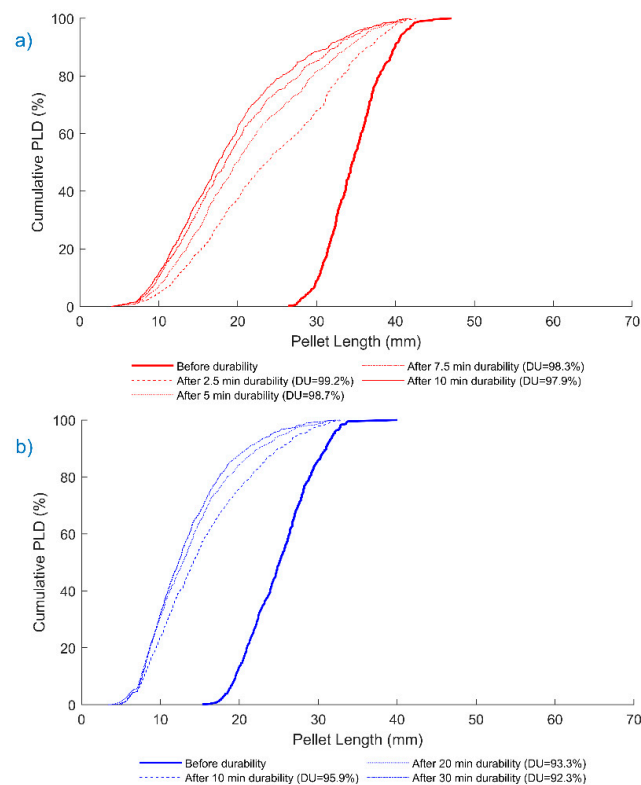 a)
100
80
60
40
20
0
Cumulative PLD (%)
0 10 20 30 40 50 60 70
Pellet Length (mm)
Before durability
After 2.5 min durability (DU=99.2%)
After 5 min durability (DU=98.7%)
After 7.5 min durability (DU=98.3%)
After 10 min durability (DU=97.9%)
b)
100
80
60
40
20
0
Cumulative PLD (%)
0 10 20 30 40 50 60 70
Pellet Length (mm)
Before durability
After 10 min durability (DU=95.9%)
After 20 min durability (DU=93.3%)
After 30 min durability (DU=92.3%)